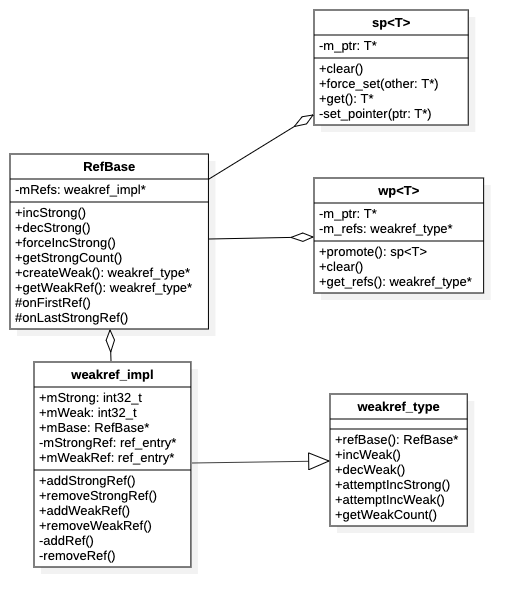 sp<T>
-m_ptr: T*
+clear()
+force_set(other: T*)
+get(): T*
-set_pointer(ptr: T*)
RefBase
-mRefs: weakref_impl*
+incStrong()
+decStrong()
+forceIncStrong()
+getStrongCount()
+createWeak(): weakref_type*
+getWeakRef(): weakref_type*
#onFirstRef()
#onLastStrongRef()
wp<T>
-m_ptr: T*
-m_refs: weakref_type*
+promote(): sp<T>
+clear()
+get_refs(): weakref_type*
weakref_impl
+mStrong: int32_t
+mWeak: int32_t
+mBase: RefBase*
-mStrongRef: ref_entry*
+mWeakRef: ref_entry*
+addStrongRef()
+removeStrongRef()
+addWeakRef()
+removeWeakRef()
-addRef()
-removeRef()
weakref_type
+refBase(): RefBase*
+incWeak()
+decWeak()
+attemptIncStrong()
+attemptIncWeak()
+getWeakCount()